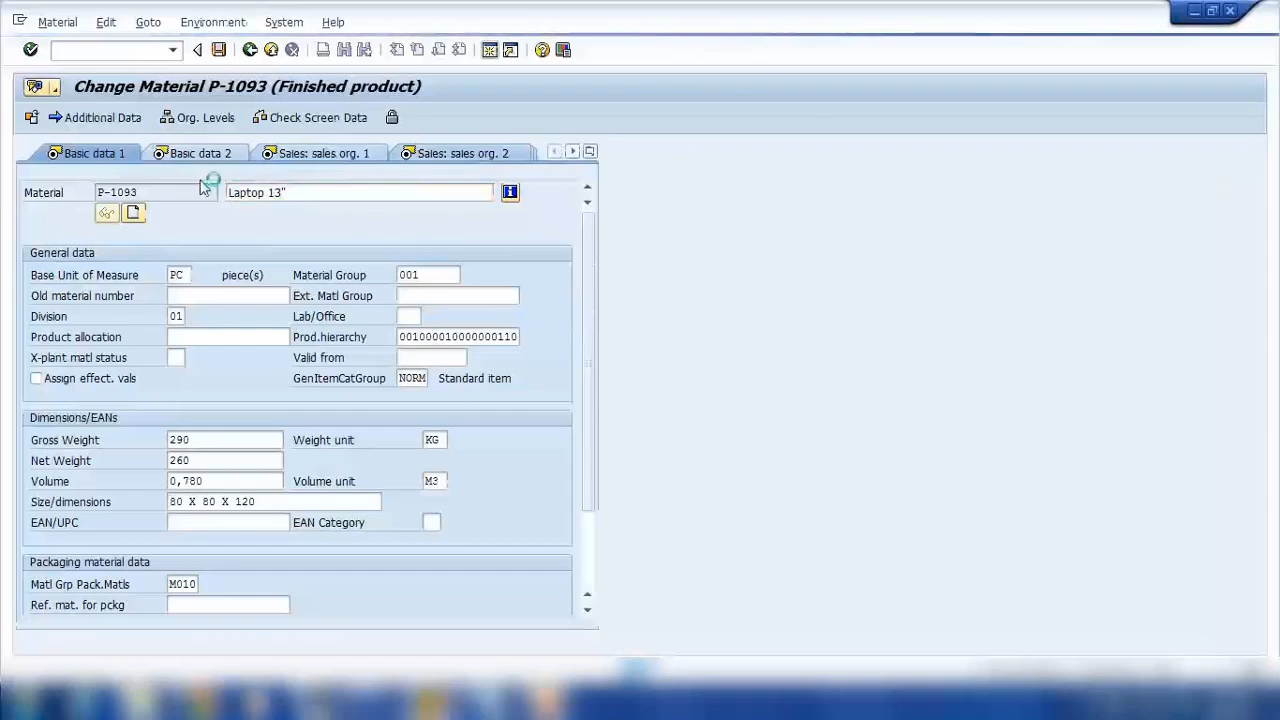 Material Edit Goto Environment System Help
Change Material P-1093 (Finished product)
Additional Data Org. Levels Check Screen Data
Basic data 1 Basic data 2 Sales: sales org. 1 Sales: sales org. 2
Material P-1093 Laptop 13"
General data
Base Unit of Measure PC piece(s) Material Group 001
Old material number Ext. Matl Group
Division 01 Lab/Office
Product allocation Prod.hierarchy 001000010000000110
X-plant matl status Valid from
Assign effect. vals GenItemCatGroup NORM Standard item
Dimensions/EANs
Gross Weight 290 Weight unit KG
Net Weight 260
Volume 0,780 Volume unit M3
Size/dimensions 80 X 80 X 120
EAN/UPC EAN Category
Packaging material data
Matl Grp Pack.Matls M010
Ref. mat. for pckg